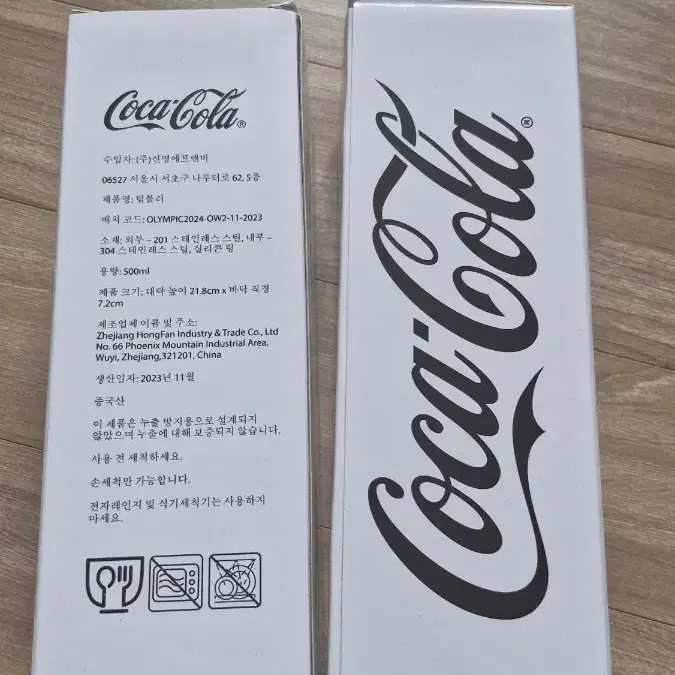 Coca-Cola®
수입자: (주)신명에프앤비
06527 서울시 서초구 나루터로 62, 5층
제품명: 텀블러
배치 코드: OLYMPIC2024-OW2-11-2023
소재: 외부 – 201 스테인레스 스틸, 내부 –
304 스테인레스 스틸, 실리콘 링
용량: 500ml
제품 크기: 대략 높이 21.8cm x 바닥 직경
7.2cm
제조업체 이름 및 주소:
Zhejiang HongFan Industry & Trade Co., Ltd
No. 66 Phoenix Mountain Industrial Area,
Wuyi, Zhejiang,321201, China
생산일자: 2023년 11월
중국산
이 제품은 누출 방지용으로 설계되지
않았으며 누출에 대해 보증되지 않습니다.
사용 전 세척하세요.
손세척만 가능합니다.
전자레인지 및 식기세척기는 사용하지
마세요.
Coca-Cola®